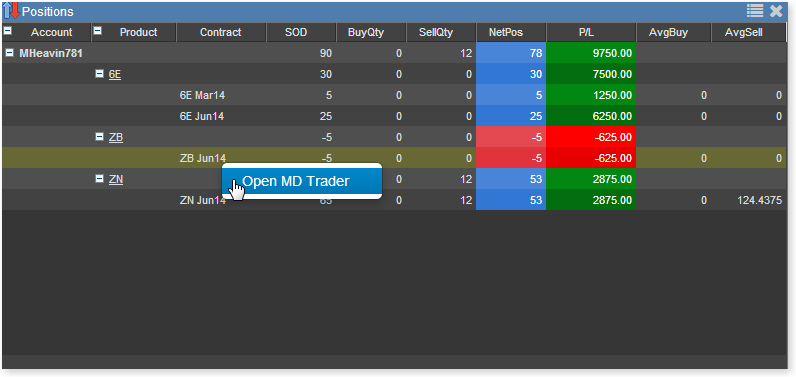 Positions
Account Product Contract SOD BuyQty SellQty NetPos P/L AvgBuy AvgSell
MHeavin781 90 0 12 78 9750.00
6E 30 0 0 30 7500.00
6E Mar14 5 0 0 5 1250.00 0 0
6E Jun14 25 0 0 25 6250.00 0 0
ZB -5 0 0 -5 -625.00
ZB Jun14 -5 0 0 -5 -625.00 0 0
ZN 0 12 53 2875.00
Open MD Trader
ZN Jun14 65 0 12 53 2875.00 0 124.4375